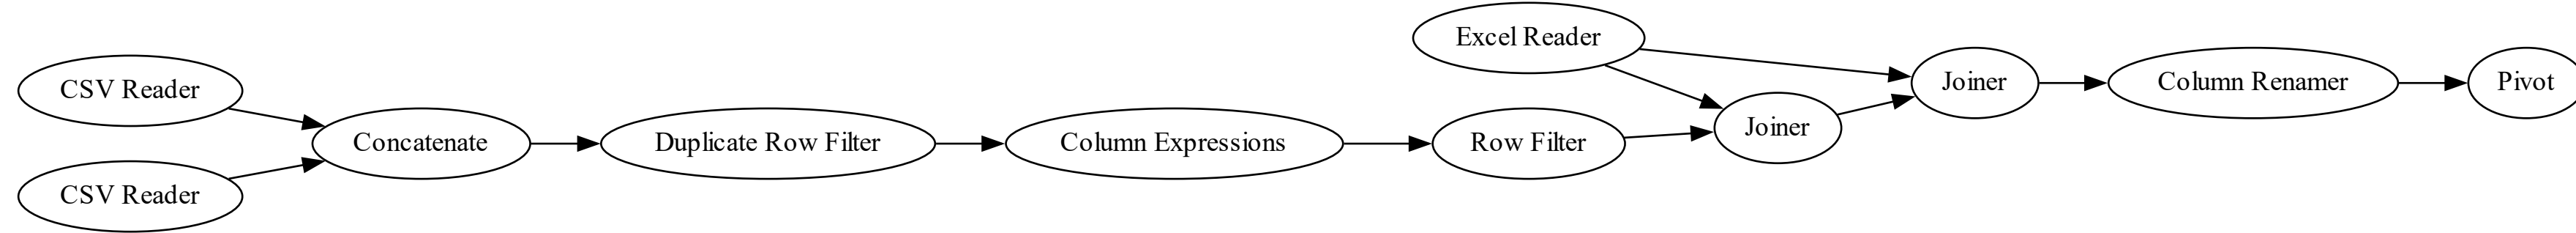 CSV Reader
CSV Reader
Concatenate
Duplicate Row Filter
Column Expressions
Excel Reader
Row Filter
Joiner
Joiner
Column Renamer
Pivot